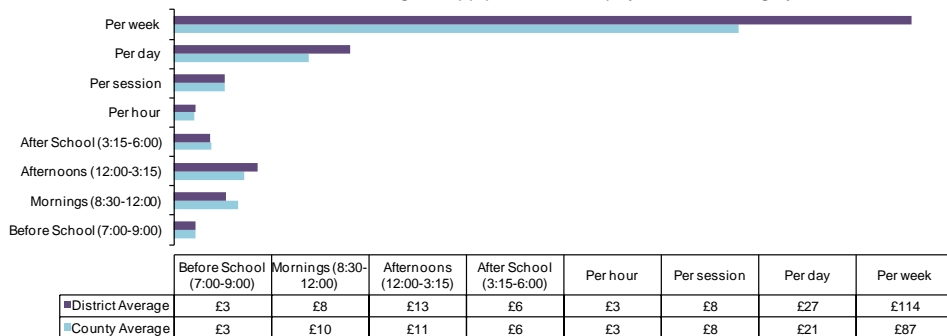 Per week
Per day
Per session
Per hour
After School (3:15-6:00)
Afternoons (12:00-3:15)
Mornings (8:30-12:00)
Before School (7:00-9:00)
Before School (7:00-9:00) Mornings (8:30-12:00) Afternoons (12:00-3:15) After School (3:15-6:00) Per hour Per session Per day Per week
District Average £3 £8 £13 £6 £3 £8 £27 £114
County Average £3 £10 £11 £6 £3 £8 £21 £87